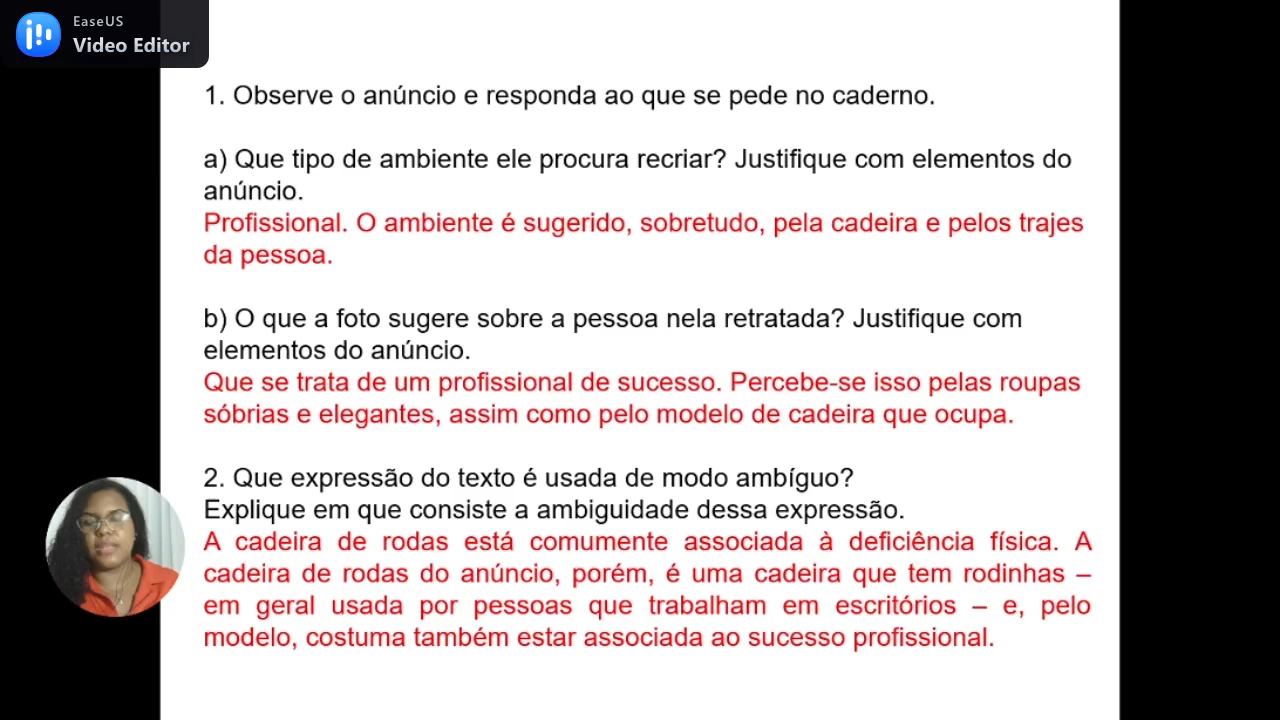 EaseUS
Video Editor
1. Observe o anúncio e responda ao que se pede no caderno.
a) Que tipo de ambiente ele procura recriar? Justifique com elementos do
anúncio.
Profissional. O ambiente é sugerido, sobretudo, pela cadeira e pelos trajes
da pessoa.
b) O que a foto sugere sobre a pessoa nela retratada? Justifique com
elementos do anúncio.
Que se trata de um profissional de sucesso. Percebe-se isso pelas roupas
sóbrias e elegantes, assim como pelo modelo de cadeira que ocupa.
2. Que expressão do texto é usada de modo ambíguo?
Explique em que consiste a ambiguidade dessa expressão.
A cadeira de rodas está comumente associada à deficiência física. A
cadeira de rodas do anúncio, porém, é uma cadeira que tem rodinhas –
em geral usada por pessoas que trabalham em escritórios – e, pelo
modelo, costuma também estar associada ao sucesso profissional.